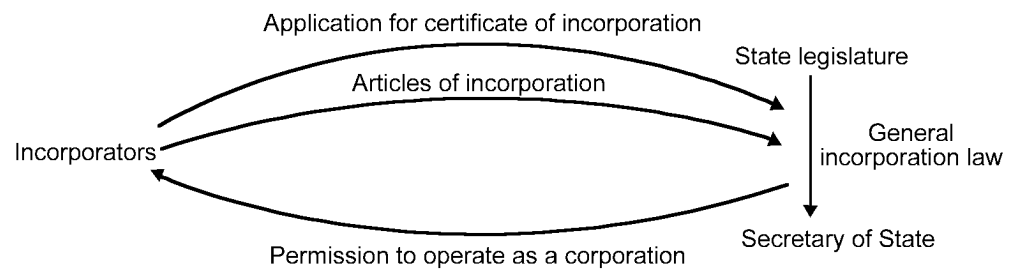 Application for certificate of incorporation
State legislature
Articles of incorporation
General
incorporation law
Incorporators
Secretary of State
Permission to operate as a corporation